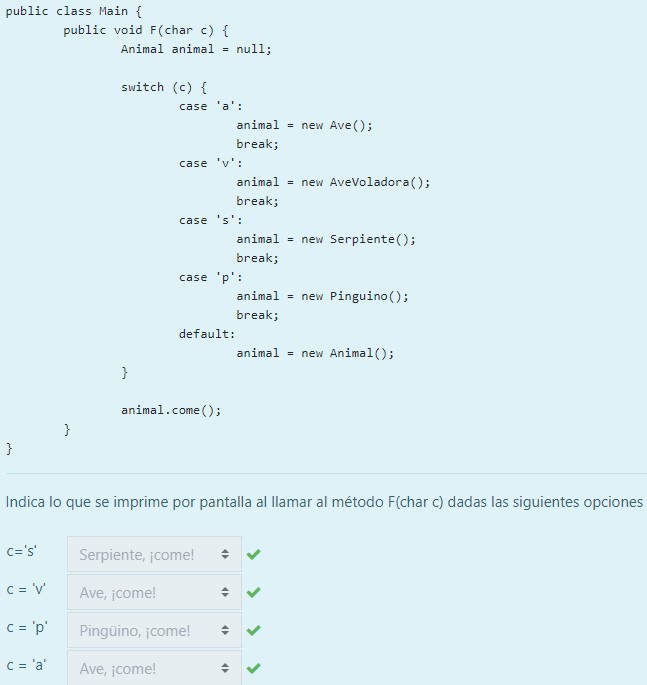 public class Main {
public void F(char c) {
Animal animal = null;
switch (c) {
case 'a':
animal = new Ave();
break;
case 'v':
animal = new AveVoladora();
break;
case 's':
animal = new Serpiente();
break;
case 'p':
animal = new Pinguino();
break;
default:
animal = new Animal();
}
animal.come();
}
}
Indica lo que se imprime por pantalla al llamar al método F(char c) dadas las siguientes opciones
c='s' Serpiente, ¡come!
c = 'v' Ave, ¡come!
c = 'p' Pingüino, ¡come!
c = 'a' Ave, ¡come!